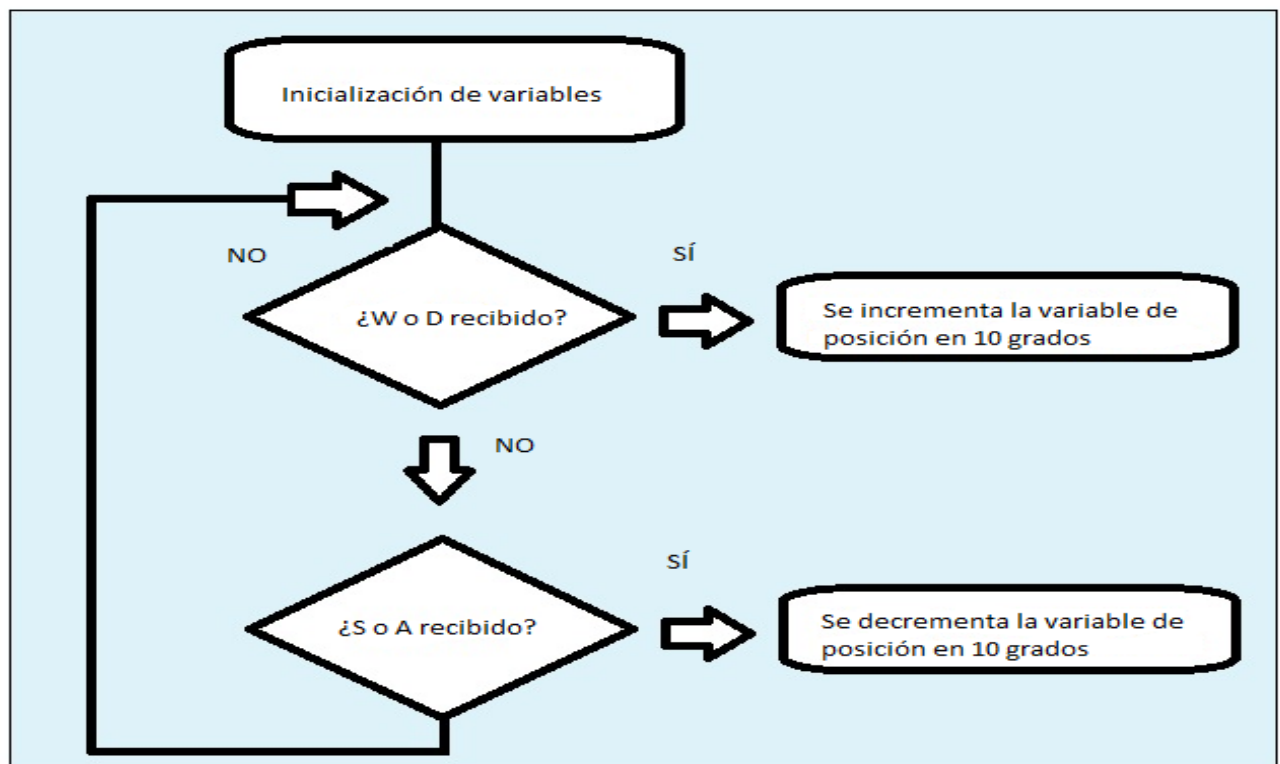 Inicialización de variables
NO
SÍ
¿W o D recibido?
Se incrementa la variable de
posición en 10 grados
NO
SÍ
¿S o A recibido?
Se decrementa la variable de
posición en 10 grados